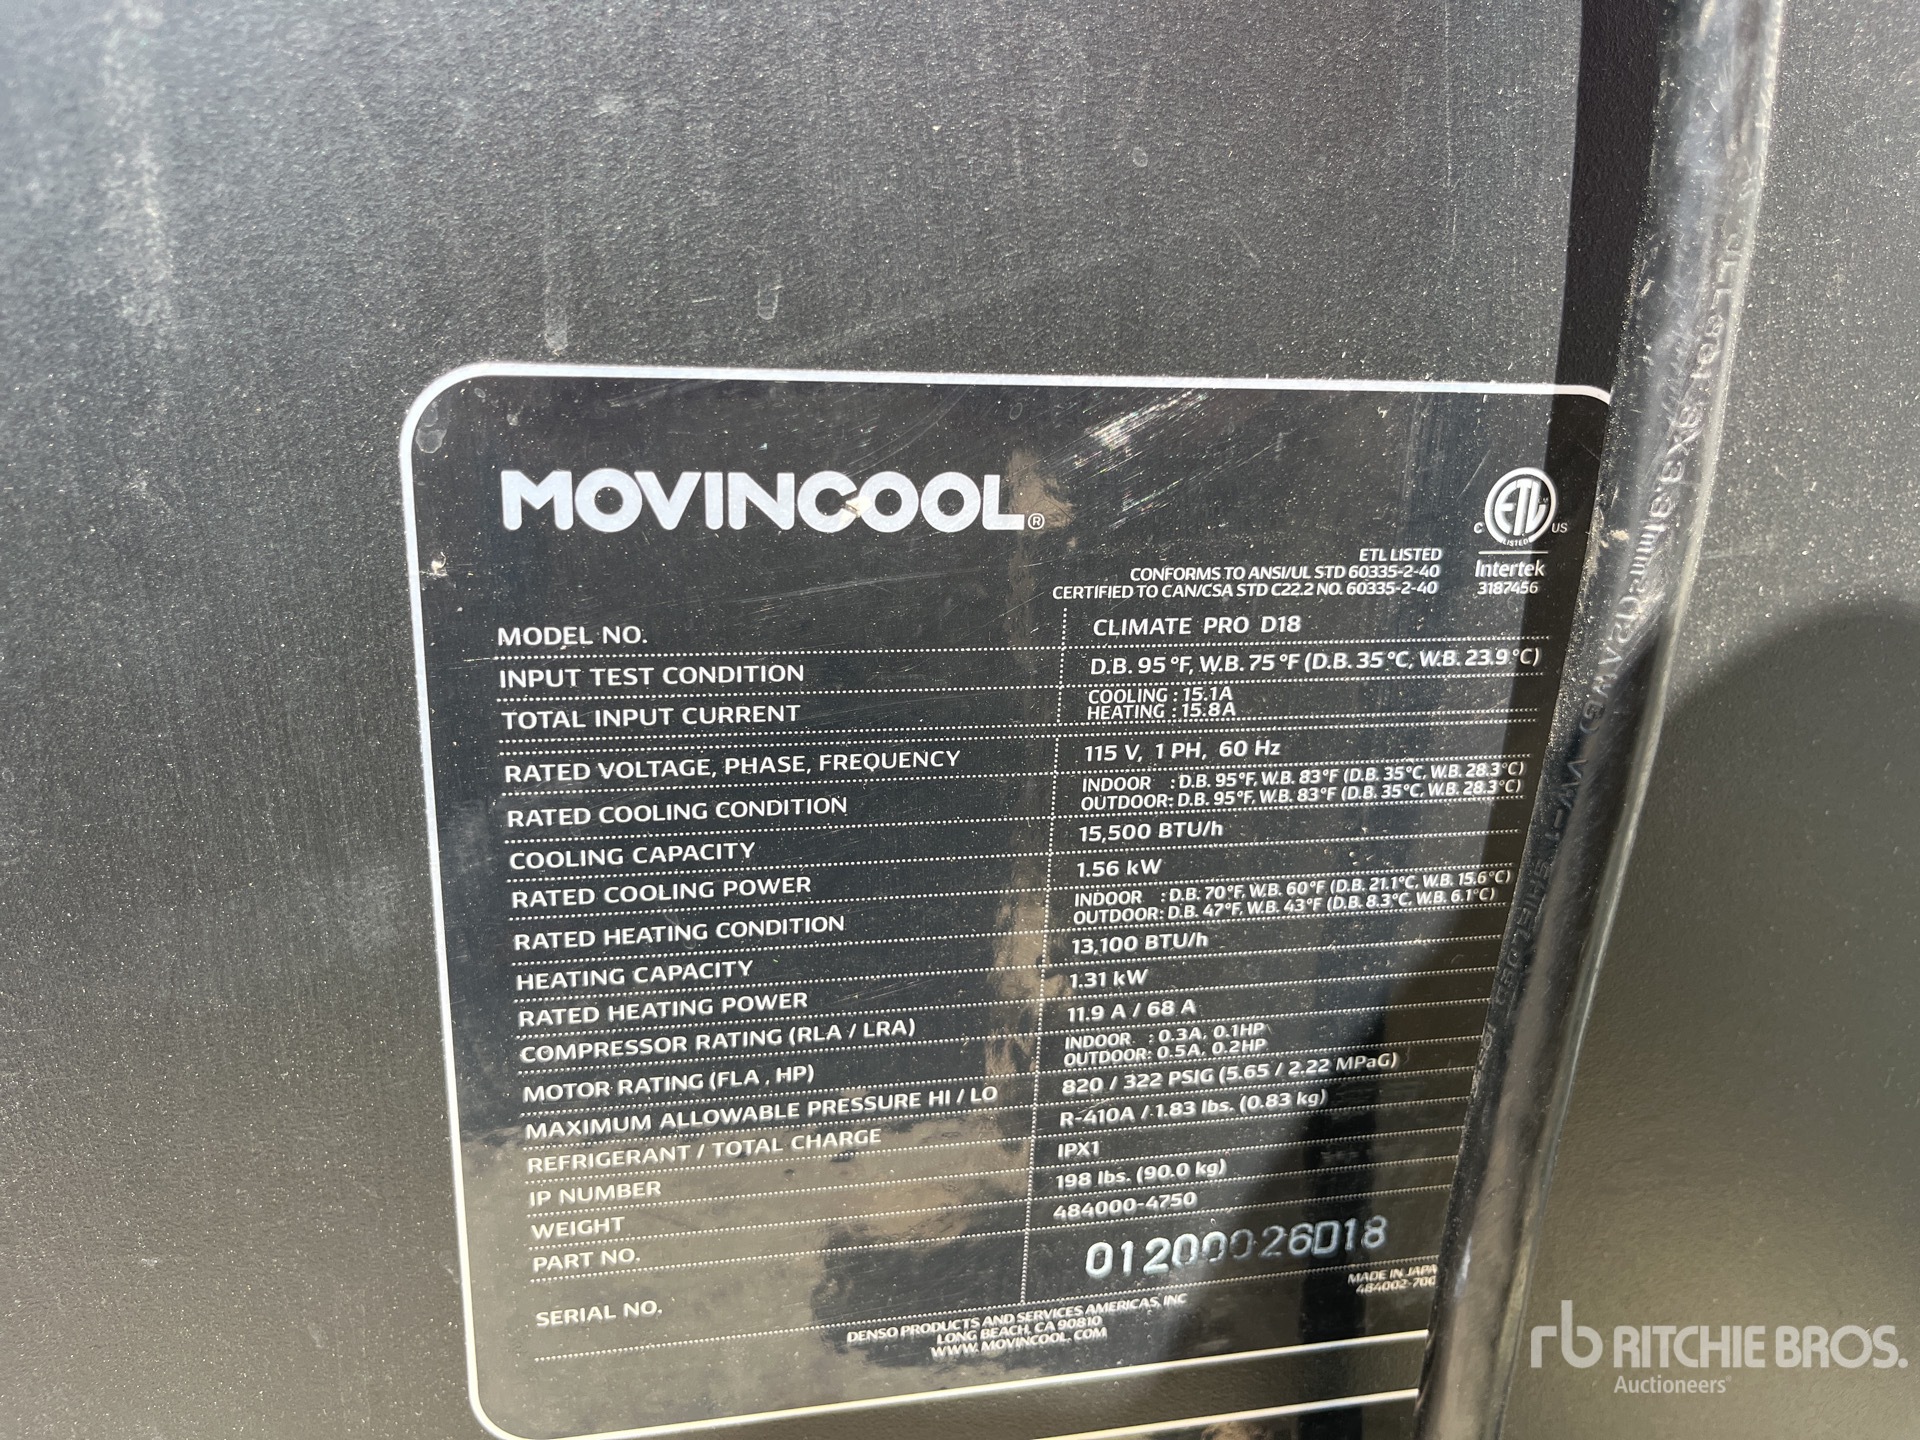 MOVINCOOL®
C ETL US
LISTED
Intertek
3187456
ETL LISTED
CONFORMS TO ANSI/UL STD 60335-2-40
CERTIFIED TO CAN/CSA STD C22.2 NO. 60335-2-40
MODEL NO. CLIMATE PRO D18
INPUT TEST CONDITION D.B. 95 °F, W.B. 75 °F (D.B. 35 °C, W.B. 23.9 °C)
TOTAL INPUT CURRENT COOLING : 15.1A
HEATING : 15.8A
RATED VOLTAGE, PHASE, FREQUENCY 115 V, 1 PH, 60 Hz
RATED COOLING CONDITION INDOOR : D.B. 95°F, W.B. 83°F (D.B. 35°C, W.B. 28.3°C)
OUTDOOR: D.B. 95°F, W.B. 83°F (D.B. 35°C, W.B. 28.3°C)
COOLING CAPACITY 15,500 BTU/h
RATED COOLING POWER 1.56 kW
RATED HEATING CONDITION INDOOR : D.B. 70°F, W.B. 60°F (D.B. 21.1°C, W.B. 15.6°C)
OUTDOOR: D.B. 47°F, W.B. 43°F (D.B. 8.3°C, W.B. 6.1°C)
HEATING CAPACITY 13,100 BTU/h
RATED HEATING POWER 1.31 kW
COMPRESSOR RATING (RLA / LRA) 11.9 A / 68 A
MOTOR RATING (FLA , HP) INDOOR : 0.3A, 0.1HP
OUTDOOR: 0.5A, 0.2HP
MAXIMUM ALLOWABLE PRESSURE HI / LO 820 / 322 PSIG (5.65 / 2.22 MPaG)
REFRIGERANT / TOTAL CHARGE R-410A / 1.83 lbs. (0.83 kg)
IP NUMBER IPX1
WEIGHT 198 lbs. (90.0 kg)
PART NO. 484000-4750
SERIAL NO. 01200026D18
MADE IN JAPA
484002-700
DENSO PRODUCTS AND SERVICES AMERICAS, INC
LONG BEACH, CA 90810
WWW. MOVINCOOL. COM
rb RITCHIE BROS.
Auctioneers